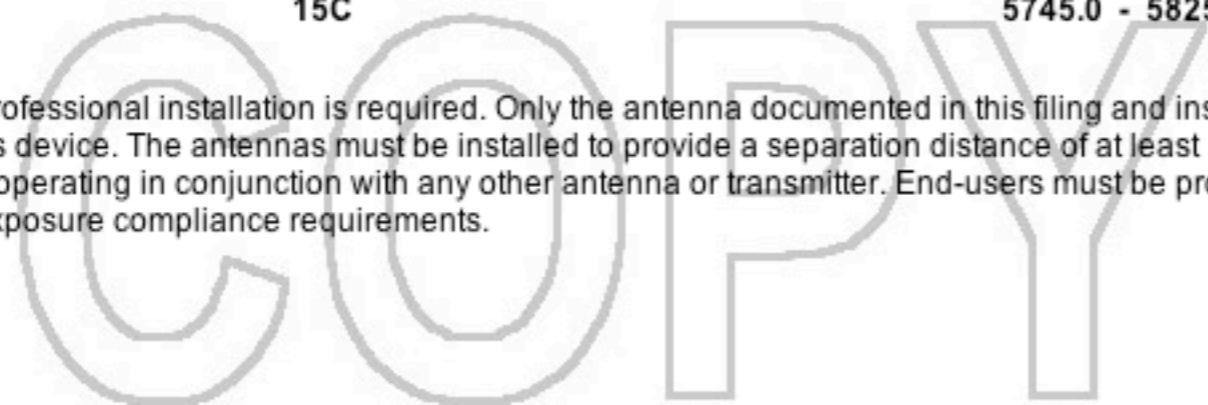 15C 5745.0 - 5825
rofessional installation is required. Only the antenna documented in this filing and ins
s device. The antennas must be installed to provide a separation distance of at least
operating in conjunction with any other antenna or transmitter. End-users must be pro
xposure compliance requirements.
COPY